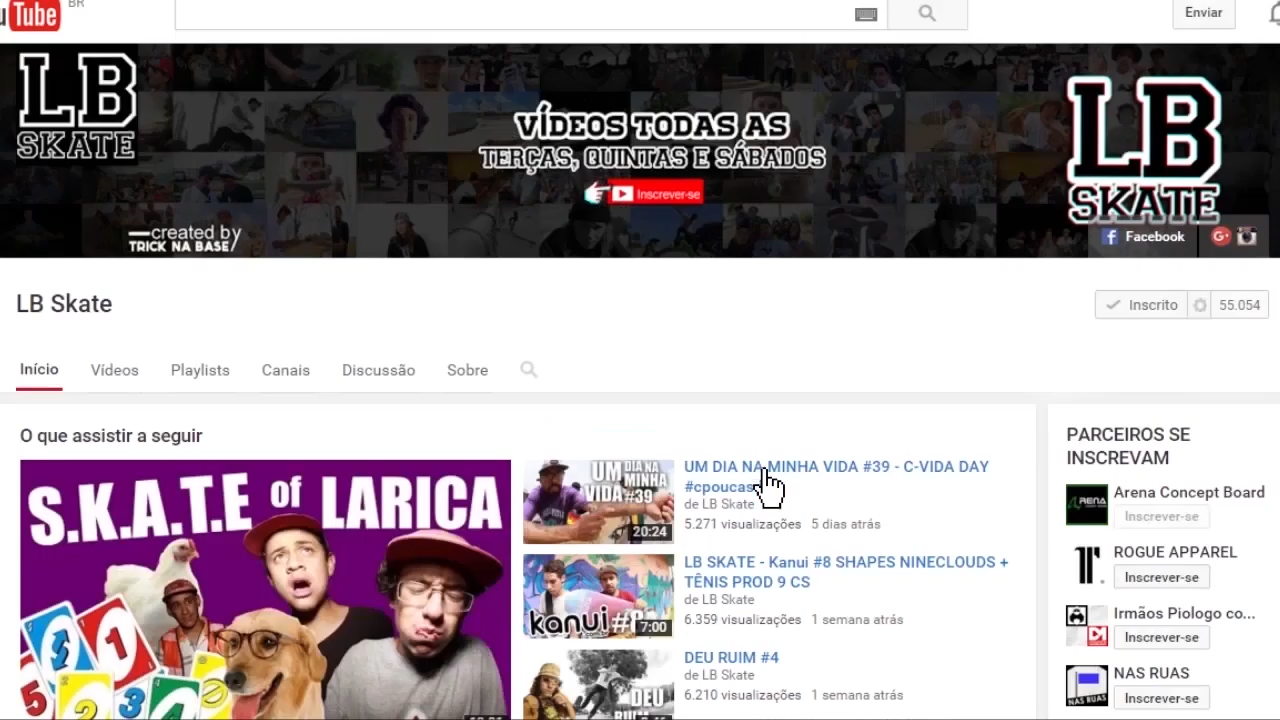 Tube
BR
Enviar
LB
SKATE
VÍDEOS TODAS AS
TERÇAS, QUINTAS E SÁBADOS
Inscrever-se
LB
SKATE
created by
TRICK NA BASE/
Facebook
G+
LB Skate
Inscrito
55.054
Início
Vídeos
Playlists
Canais
Discussão
Sobre
O que assistir a seguir
S.K.A.T.E of LARICA
UM DIA NA
MINHA
VIDA #39
20:24
UM DIA NA MINHA VIDA #39 - C-VIDA DAY
#cpoucas
de LB Skate
5.271 visualizações 5 dias atrás
kanui #8
7:00
LB SKATE - Kanui #8 SHAPES NINECLOUDS +
TÊNIS PROD 9 CS
de LB Skate
6.359 visualizações 1 semana atrás
DEU
DEU RUIM #4
de LB Skate
6.210 visualizações 1 semana atrás
PARCEIROS SE
INSCREVAM
ARENA
Arena Concept Board
Inscrever-se
ROGUE APPAREL
Inscrever-se
Irmãos Piologo co...
Inscrever-se
NAS RUAS
NAS RUAS
Inscrever-se